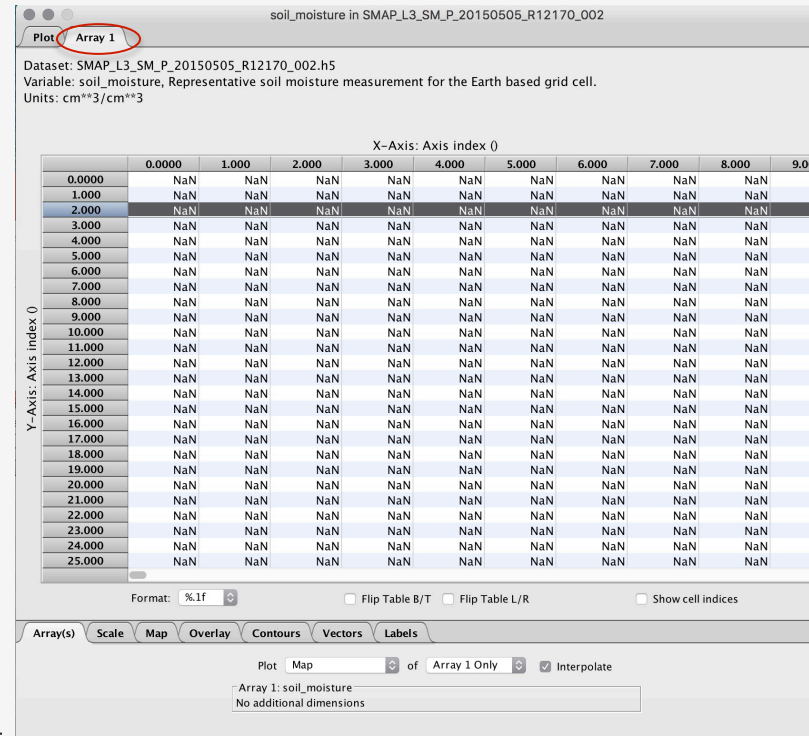 soil_moisture in SMAP_L3_SM_P_20150505_R12170_002
Plot Array 1
Dataset: SMAP_L3_SM_P_20150505_R12170_002.h5
Variable: soil_moisture, Representative soil moisture measurement for the Earth based grid cell.
Units: cm**3/cm**3
X-Axis: Axis index ()
0.0000 1.000 2.000 3.000 4.000 5.000 6.000 7.000 8.000 9.0
Y-Axis: Axis index ()
0.0000 NaN NaN NaN NaN NaN NaN NaN NaN NaN
1.000 NaN NaN NaN NaN NaN NaN NaN NaN NaN
2.000 NaN NaN NaN NaN NaN NaN NaN NaN NaN
3.000 NaN NaN NaN NaN NaN NaN NaN NaN NaN
4.000 NaN NaN NaN NaN NaN NaN NaN NaN NaN
5.000 NaN NaN NaN NaN NaN NaN NaN NaN NaN
6.000 NaN NaN NaN NaN NaN NaN NaN NaN NaN
7.000 NaN NaN NaN NaN NaN NaN NaN NaN NaN
8.000 NaN NaN NaN NaN NaN NaN NaN NaN NaN
9.000 NaN NaN NaN NaN NaN NaN NaN NaN NaN
10.000 NaN NaN NaN NaN NaN NaN NaN NaN NaN
11.000 NaN NaN NaN NaN NaN NaN NaN NaN NaN
12.000 NaN NaN NaN NaN NaN NaN NaN NaN NaN
13.000 NaN NaN NaN NaN NaN NaN NaN NaN NaN
14.000 NaN NaN NaN NaN NaN NaN NaN NaN NaN
15.000 NaN NaN NaN NaN NaN NaN NaN NaN NaN
16.000 NaN NaN NaN NaN NaN NaN NaN NaN NaN
17.000 NaN NaN NaN NaN NaN NaN NaN NaN NaN
18.000 NaN NaN NaN NaN NaN NaN NaN NaN NaN
19.000 NaN NaN NaN NaN NaN NaN NaN NaN NaN
20.000 NaN NaN NaN NaN NaN NaN NaN NaN NaN
21.000 NaN NaN NaN NaN NaN NaN NaN NaN NaN
22.000 NaN NaN NaN NaN NaN NaN NaN NaN NaN
23.000 NaN NaN NaN NaN NaN NaN NaN NaN NaN
24.000 NaN NaN NaN NaN NaN NaN NaN NaN NaN
25.000 NaN NaN NaN NaN NaN NaN NaN NaN NaN
Format: %.1f Flip Table B/T Flip Table L/R Show cell indices
Array(s) Scale Map Overlay Contours Vectors Labels
Plot Map of Array 1 Only Interpolate
Array 1: soil_moisture
No additional dimensions